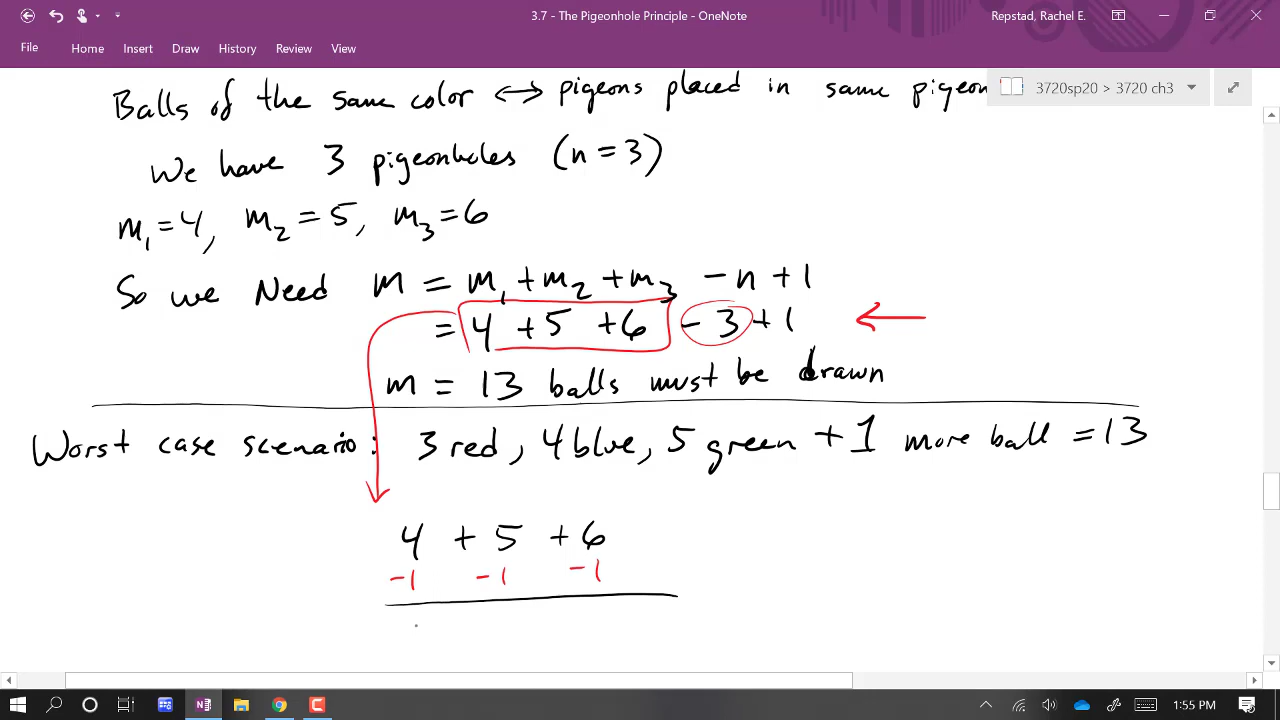 3.7 - The Pigeonhole Principle - OneNote
Repstad, Rachel E.
File Home Insert Draw History Review View
3720sp20 > 3720 ch3
Balls of the same color ↔ pigeons placed in same
We have 3 pigeonholes (n = 3)
m₁ = 4, m₂ = 5, m₃ = 6
So we Need m = m₁ + m₂ + m₃ - n + 1
= 4 + 5 + 6 - 3 + 1
m = 13 balls must be drawn
Worst case scenario: 3 red, 4 blue, 5 green + 1 more ball = 13
4 + 5 + 6
-1 -1 -1
1:55 PM